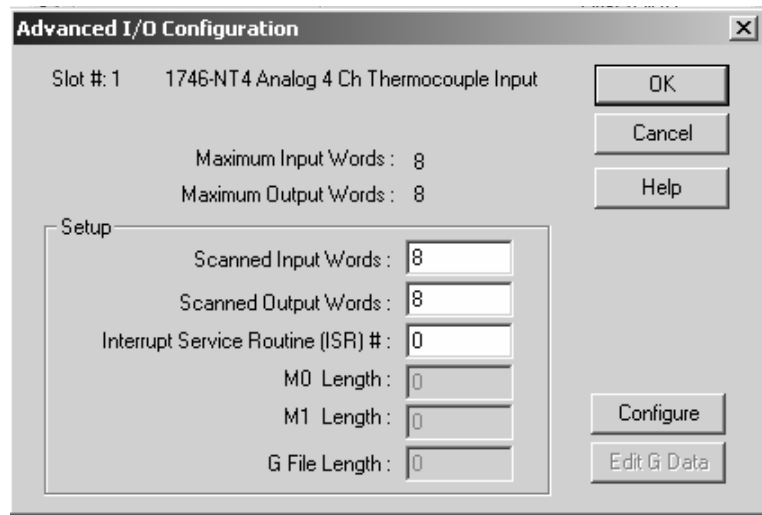 Advanced I/O Configuration
Slot #: 1 1746-NT4 Analog 4 Ch Thermocouple Input
OK
Cancel
Maximum Input Words : 8
Maximum Output Words : 8
Help
Setup
Scanned Input Words : 8
Scanned Output Words : 8
Interrupt Service Routine (ISR) # : 0
M0 Length : 0
M1 Length : 0
Configure
G File Length : 0
Edit G Data